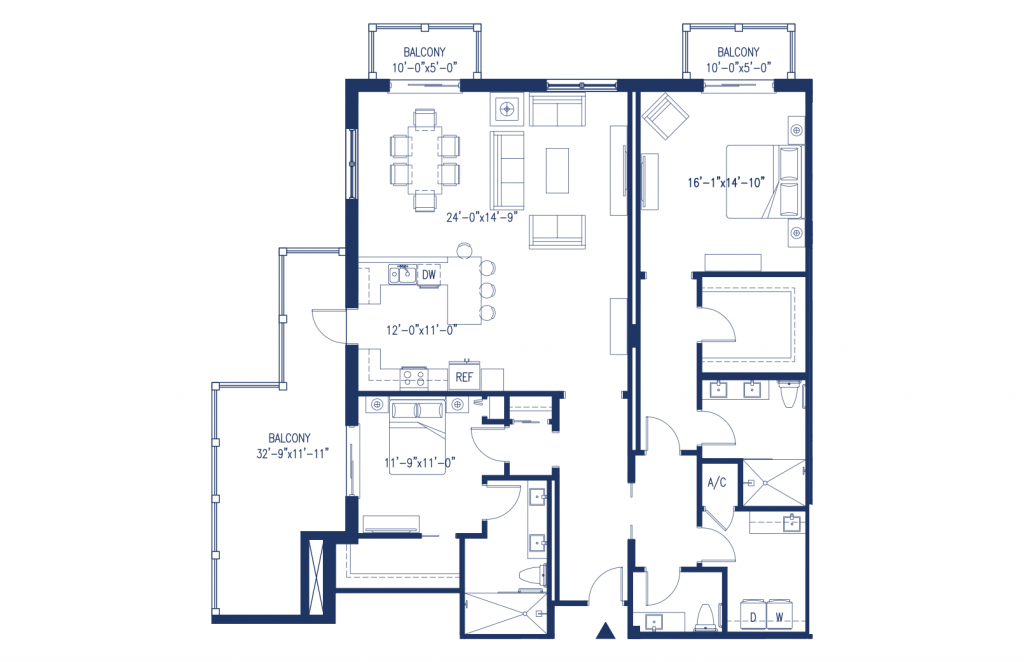 BALCONY
10'-0"x5'-0"
BALCONY
10'-0"x5'-0"
16'-1"x14'-10"
24'-0"x14'-9"
DW
12'-0"x11'-0"
REF
BALCONY
32'-9"x11'-11"
11'-9"x11'-0"
A/C
D W